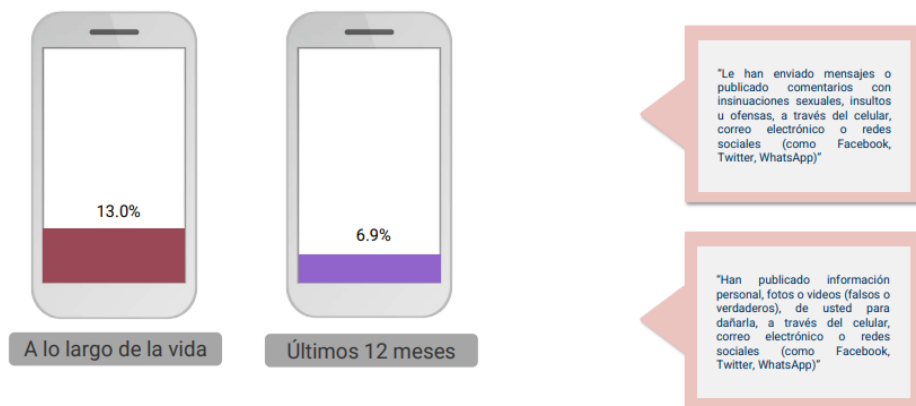 13.0%
6.9%
A lo largo de la vida
Últimos 12 meses
“Le han enviado mensajes o
publicado comentarios con
insinuaciones sexuales, insultos
u ofensas, a través del celular,
correo electrónico o redes
sociales (como Facebook,
Twitter, WhatsApp)”
“Han publicado información
personal, fotos o videos (falsos o
verdaderos), de usted para
dañarla, a través del celular,
correo electrónico o redes
sociales (como Facebook,
Twitter, WhatsApp)”